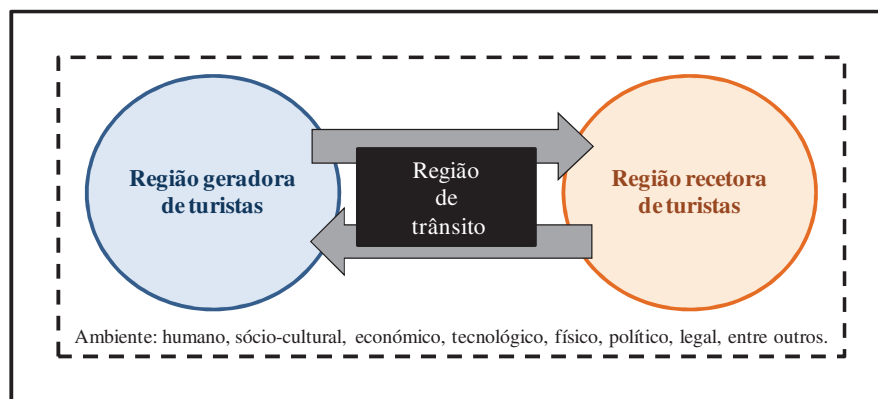 Região geradora
de turistas
Região
de
trânsito
Região recetora
de turistas
Ambiente: humano, sócio-cultural, económico, tecnológico, físico, político, legal, entre outros.